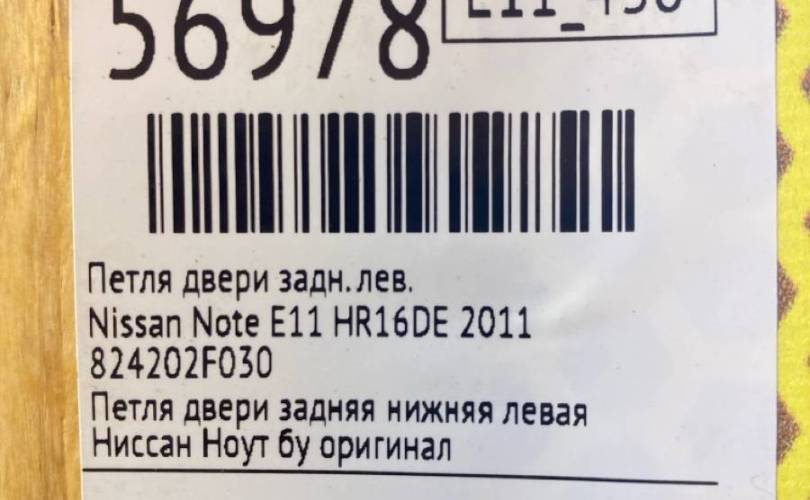 56978
Петля двери задн.лев.
Nissan Note E11 HR16DE 2011
824202F030
Петля двери задняя нижняя левая
Ниссан Ноут бу оригинал